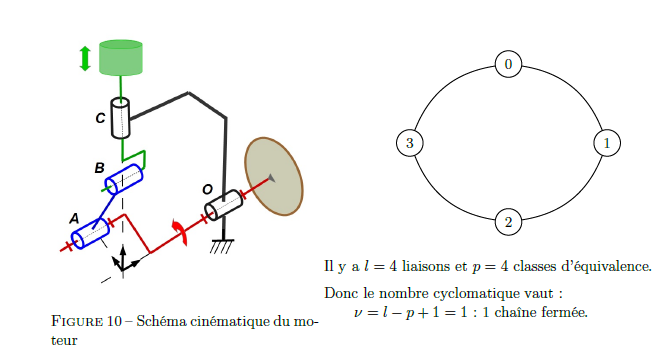 C
B
A
O
FIGURE 10 – Schéma cinématique du mo-
teur
0
3
1
2
Il y a l = 4 liaisons et p = 4 classes d'équivalence.
Donc le nombre cyclomatique vaut :
ν = l − p + 1 = 1 : 1 chaîne fermée.